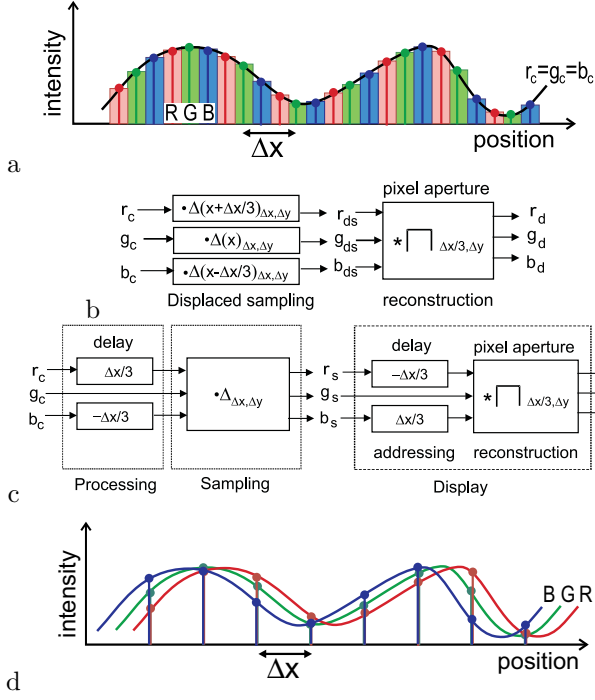 intensity
r_c=g_c=b_c
R G B
Δx
position
a
pixel aperture
r_c
•Δ(x+Δx/3)_Δx,Δy
r_ds
r_d
g_c
•Δ(x)_Δx,Δy
g_ds
* Δx/3,Δy
g_d
b_c
•Δ(x-Δx/3)_Δx,Δy
b_ds
b_d
Displaced sampling
reconstruction
b
delay
delay
pixel aperture
r_c
Δx/3
r_s
-Δx/3
g_c
•Δ_Δx,Δy
g_s
* Δx/3,Δy
b_c
-Δx/3
b_s
Δx/3
addressing
reconstruction
Processing
Sampling
Display
c
intensity
B G R
Δx
position
d